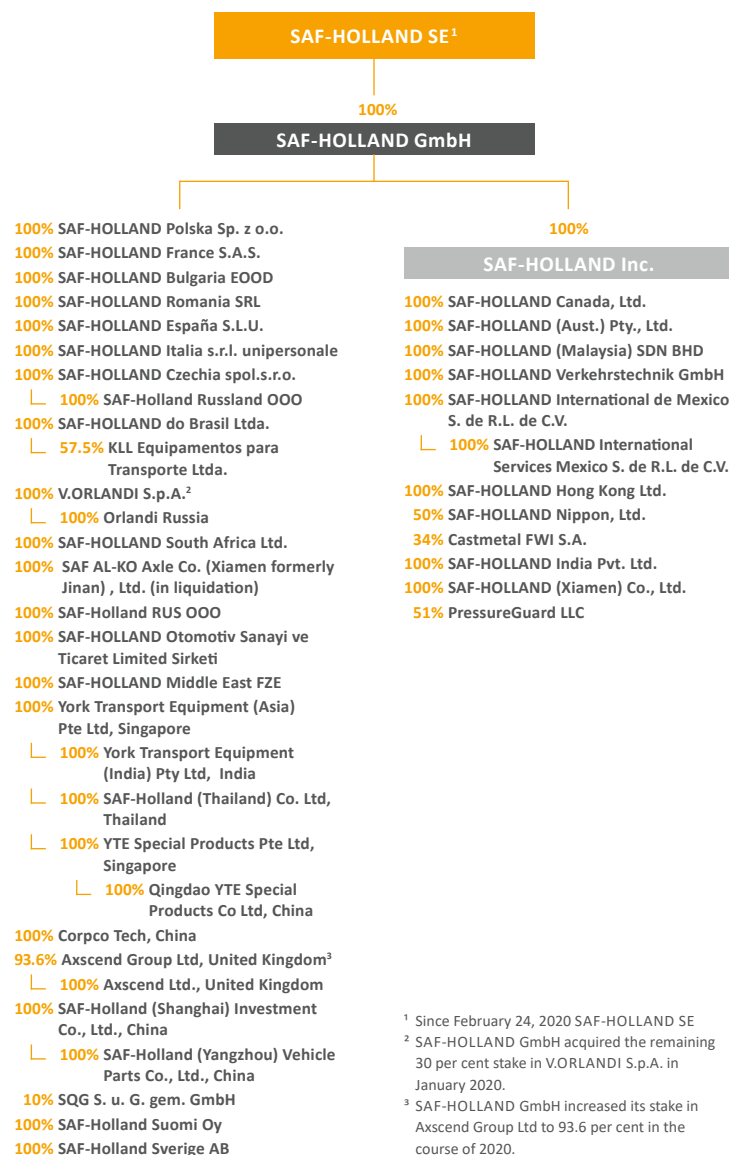 SAF-HOLLAND SE¹
100%
SAF-HOLLAND GmbH
100% SAF-HOLLAND Polska Sp. z o.o.
100% SAF-HOLLAND France S.A.S.
100% SAF-HOLLAND Bulgaria EOOD
100% SAF-HOLLAND Romania SRL
100% SAF-HOLLAND España S.L.U.
100% SAF-HOLLAND Italia s.r.l. unipersonale
100% SAF-HOLLAND Czechia spol.s.r.o.
100% SAF-Holland Russland OOO
100% SAF-HOLLAND do Brasil Ltda.
57.5% KLL Equipamentos para
Transporte Ltda.
100% V.ORLANDI S.p.A.²
100% Orlandi Russia
100% SAF-HOLLAND South Africa Ltd.
100% SAF AL-KO Axle Co. (Xiamen formerly
Jinan) , Ltd. (in liquidation)
100% SAF-Holland RUS OOO
100% SAF-HOLLAND Otomotiv Sanayi ve
Ticaret Limited Sirketi
100% SAF-HOLLAND Middle East FZE
100% York Transport Equipment (Asia)
Pte Ltd, Singapore
100% York Transport Equipment
(India) Pty Ltd, India
100% SAF-Holland (Thailand) Co. Ltd,
Thailand
100% YTE Special Products Pte Ltd,
Singapore
100% Qingdao YTE Special
Products Co Ltd, China
100% Corpco Tech, China
93.6% Axscend Group Ltd, United Kingdom³
100% Axscend Ltd., United Kingdom
100% SAF-Holland (Shanghai) Investment
Co., Ltd., China
100% SAF-Holland (Yangzhou) Vehicle
Parts Co., Ltd., China
10% SQG S. u. G. gem. GmbH
100% SAF-Holland Suomi Oy
100% SAF-Holland Sverige AB
100%
SAF-HOLLAND Inc.
100% SAF-HOLLAND Canada, Ltd.
100% SAF-HOLLAND (Aust.) Pty., Ltd.
100% SAF-HOLLAND (Malaysia) SDN BHD
100% SAF-HOLLAND Verkehrstechnik GmbH
100% SAF-HOLLAND International de Mexico
S. de R.L. de C.V.
100% SAF-HOLLAND International
Services Mexico S. de R.L. de C.V.
100% SAF-HOLLAND Hong Kong Ltd.
50% SAF-HOLLAND Nippon, Ltd.
34% Castmetal FWI S.A.
100% SAF-HOLLAND India Pvt. Ltd.
100% SAF-HOLLAND (Xiamen) Co., Ltd.
51% PressureGuard LLC
¹ Since February 24, 2020 SAF-HOLLAND SE
² SAF-HOLLAND GmbH acquired the remaining
30 per cent stake in V.ORLANDI S.p.A. in
January 2020.
³ SAF-HOLLAND GmbH increased its stake in
Axscend Group Ltd to 93.6 per cent in the
course of 2020.